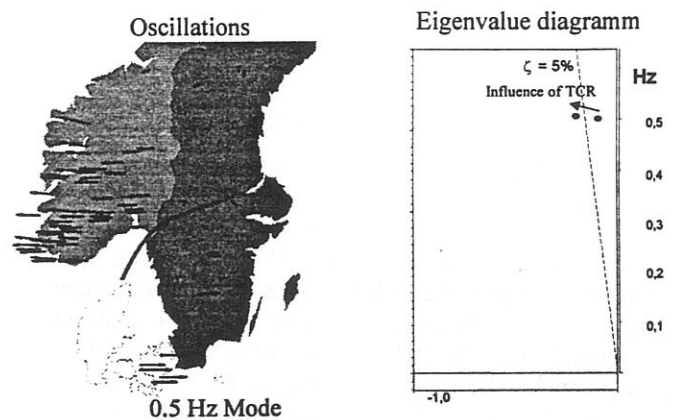 Oscillations
0.5 Hz Mode
Eigenvalue diagramm
ζ = 5%
Influence of TCR
Hz
0,5
0,4
0,3
0,2
0,1
-1,0